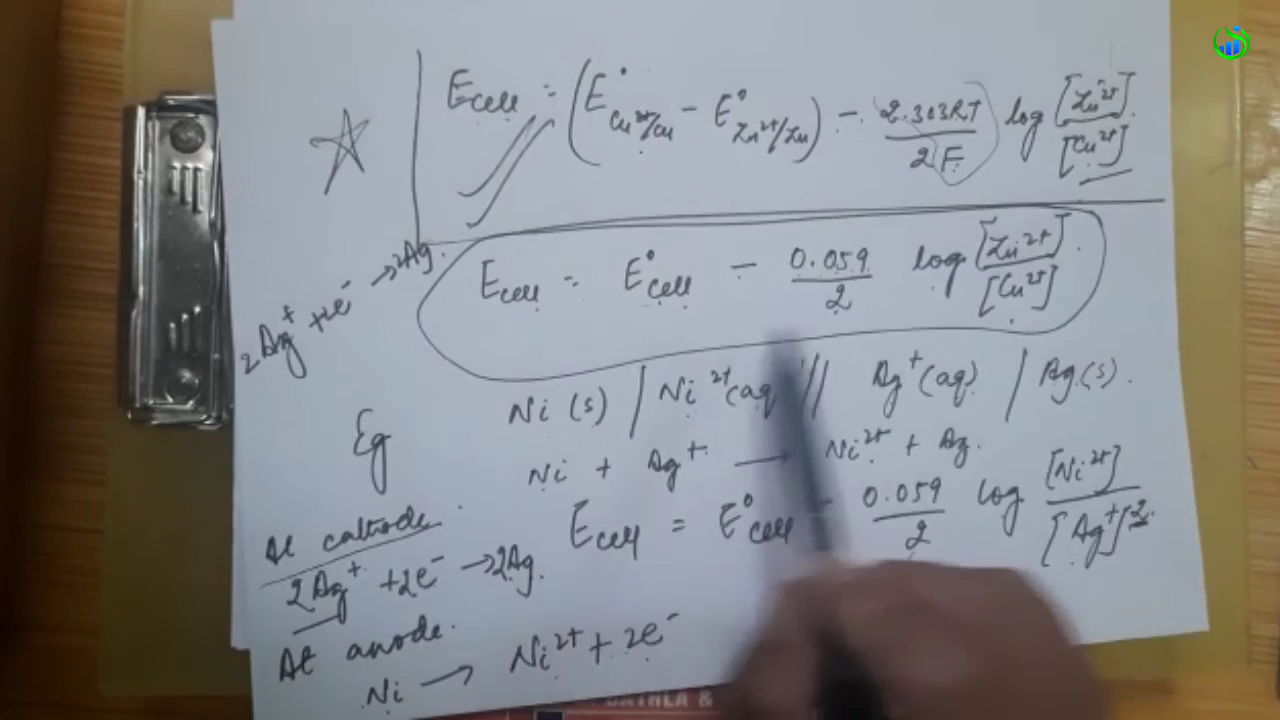 Ecell = (E°Cu²⁺/Cu − E°Zn²⁺/Zn) − 2.303RT/2F log [Zn²⁺]/[Cu²⁺]
Ecell = E°cell − 0.059/2 log [Zn²⁺]/[Cu²⁺]
2Ag⁺ + 2e⁻ → 2Ag.
Eg
Ni (s) | Ni²⁺(aq) || Ag⁺(aq) | Ag(s).
Ni + Ag⁺ → Ni²⁺ + Ag.
Ecell = E°cell − 0.059/2 log [Ni²⁺]/[Ag⁺]².
At cathode.
2Ag⁺ + 2e⁻ → 2Ag.
At anode.
Ni → Ni²⁺ + 2e⁻